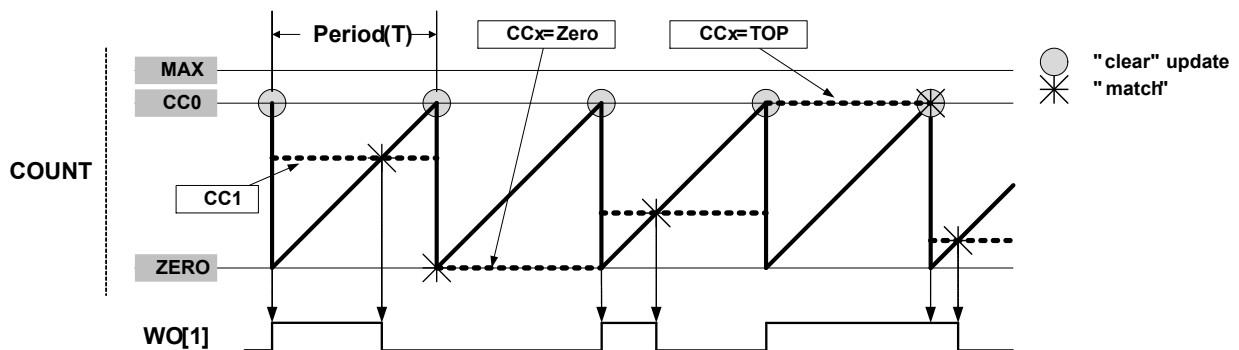 Period(T)
CCx=Zero
CCx=TOP
"clear" update
"match"
MAX
CC0
COUNT
CC1
ZERO
WO[1]